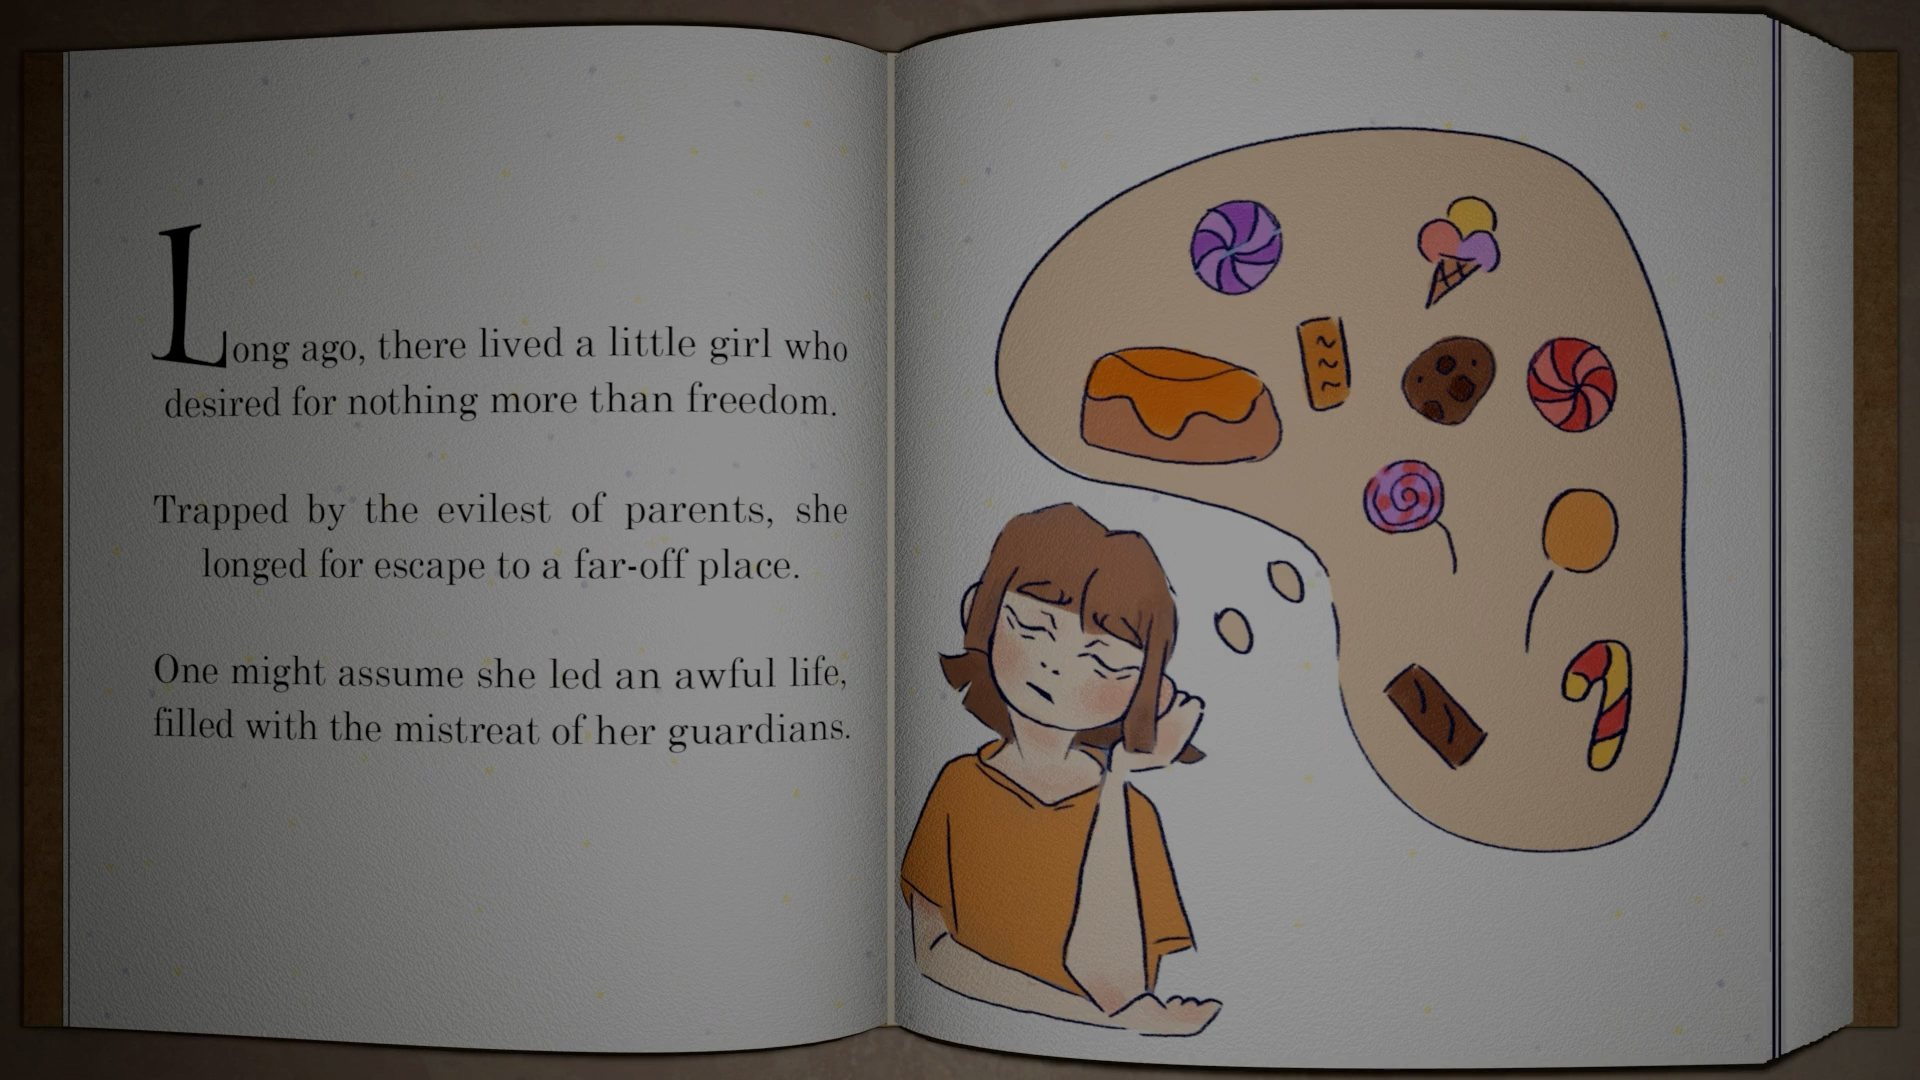 Long ago, there lived a little girl who
desired for nothing more than freedom.
Trapped by the evilest of parents, she
longed for escape to a far-off place.
One might assume she led an awful life,
filled with the mistreat of her guardians.